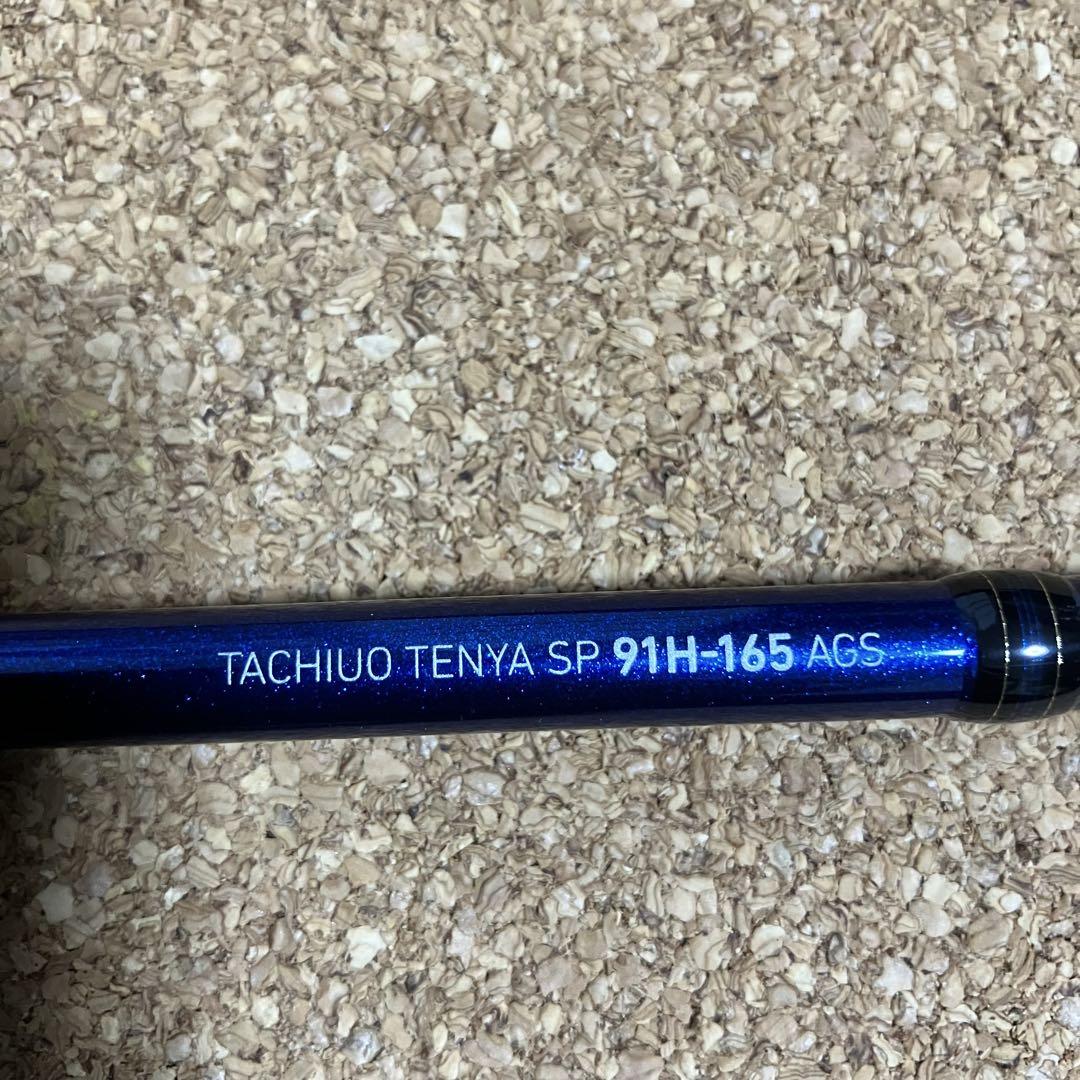 TACHIUO TENYA SP 91H-165 AGS